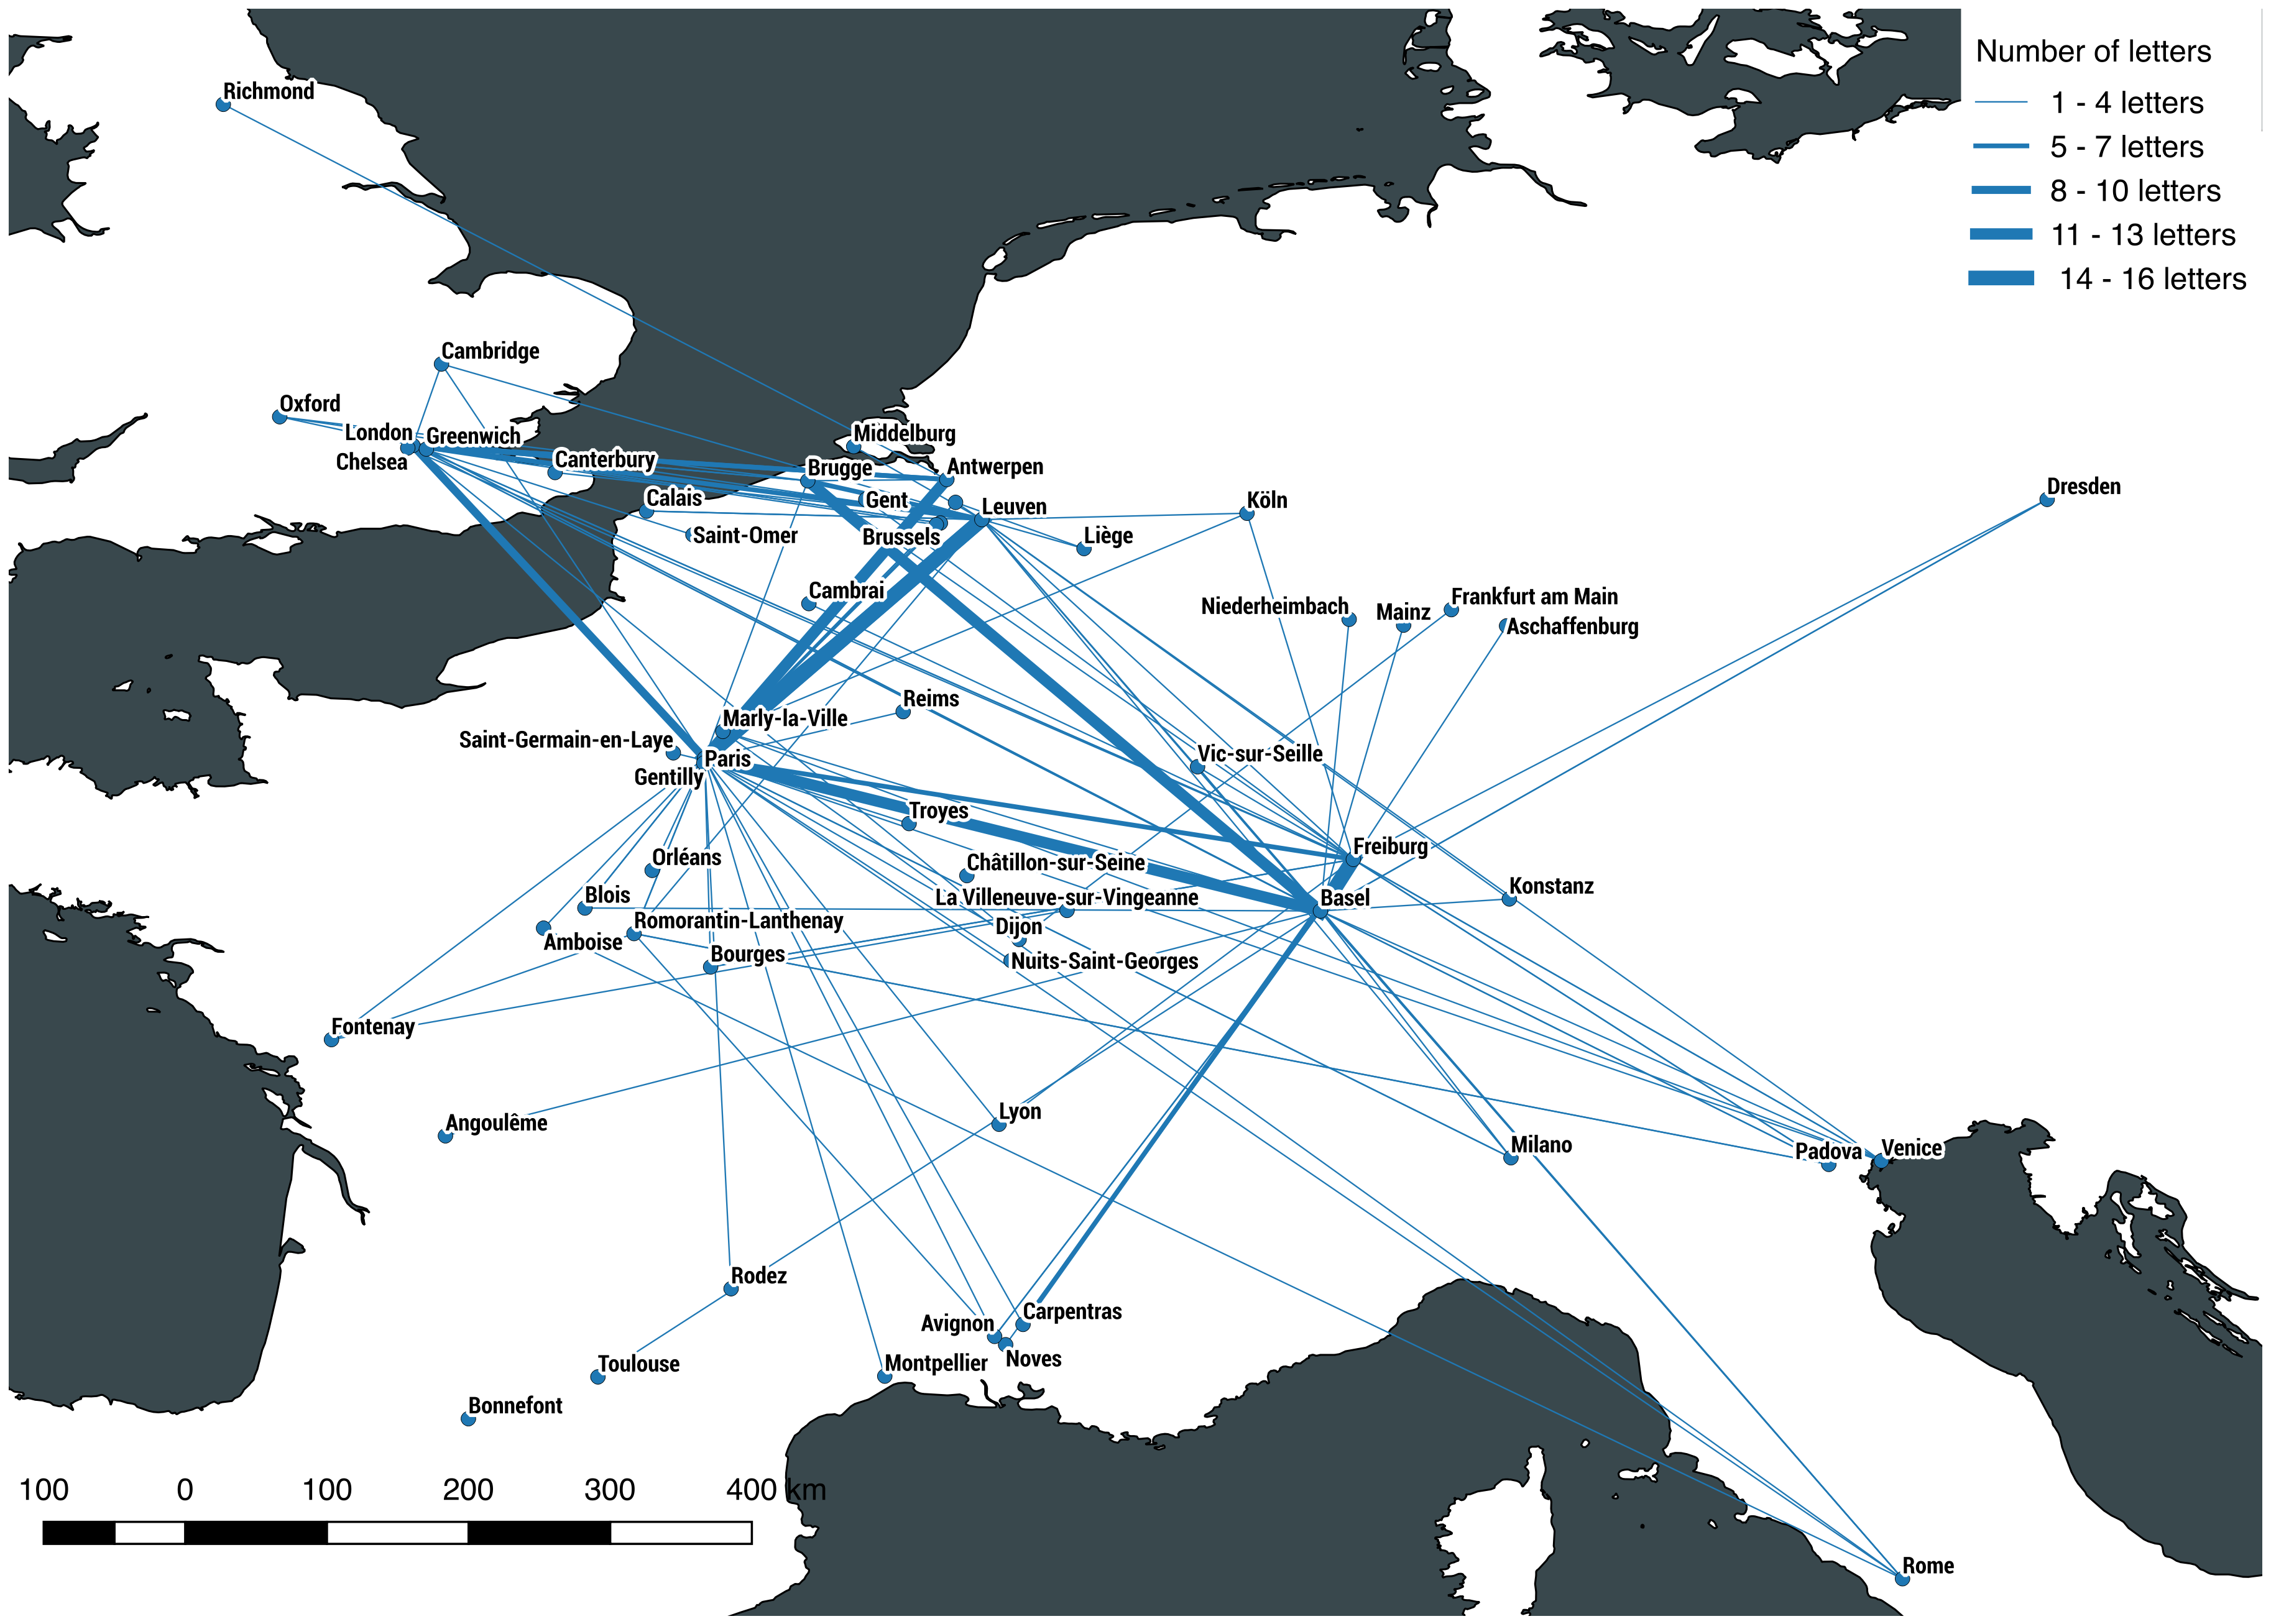 Number of letters
1 - 4 letters
5 - 7 letters
8 - 10 letters
11 - 13 letters
14 - 16 letters
Richmond
Cambridge
Oxford
London
Greenwich
Chelsea
Middelburg
Canterbury
Brugge
Antwerpen
Calais
Gent
Leuven
Köln
Dresden
Saint-Omer
Brussels
Liège
Cambrai
Niederheimbach
Mainz
Frankfurt am Main
Aschaffenburg
Reims
Marly-la-Ville
Saint-Germain-en-Laye
Paris
Gentilly
Vic-sur-Seille
Troyes
Freiburg
Orléans
Châtillon-sur-Seine
Blois
La Villeneuve-sur-Vingeanne
Basel
Konstanz
Romorantin-Lanthenay
Dijon
Amboise
Bourges
Nuits-Saint-Georges
Fontenay
Angoulême
Lyon
Milano
Padova
Venice
Rodez
Avignon
Carpentras
Noves
Toulouse
Montpellier
Bonnefont
100 0 100 200 300 400 km
Rome